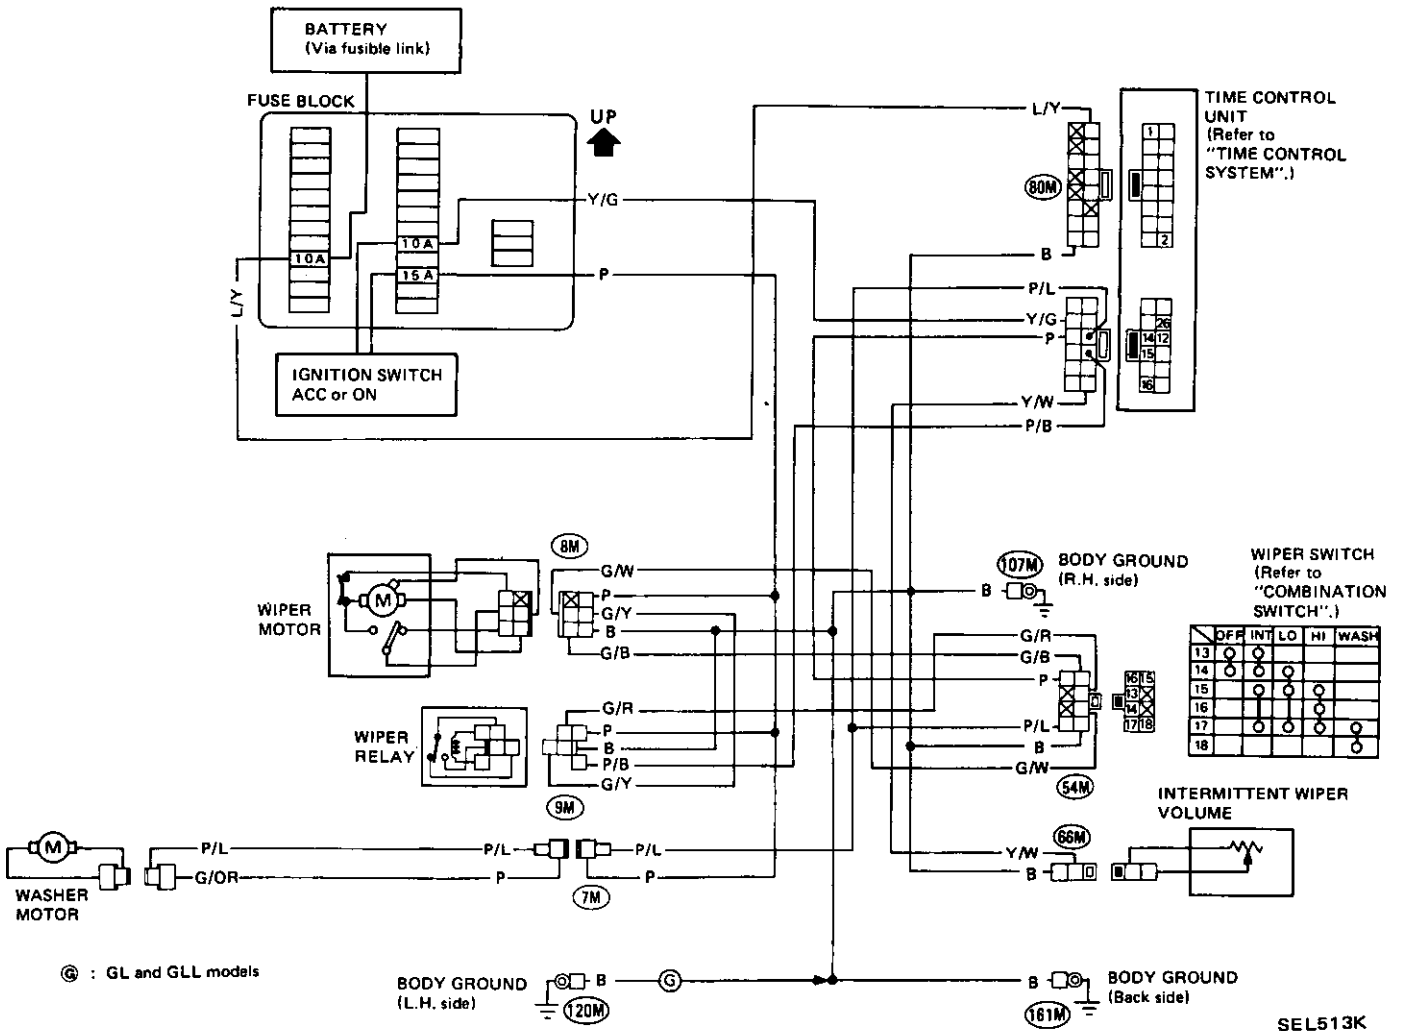 BATTERY
(Via fusible link)
FUSE BLOCK
UP
10A
15A
10A
Y/G
P
L/Y
IGNITION SWITCH
ACC or ON
L/Y
80M
B
P/L
Y/G
P
Y/W
P/B
TIME CONTROL
UNIT
(Refer to
"TIME CONTROL
SYSTEM".)
1
2
26
14 12
15
16
8M
WIPER
MOTOR
M
G/W
P
G/Y
B
G/B
WIPER
RELAY
G/R
P
B
P/B
G/Y
9M
B
107M
BODY GROUND
(R.H. side)
G/R
G/B
P
P/L
B
G/W
54M
16 15
13
14
17 18
WIPER SWITCH
(Refer to
"COMBINATION
SWITCH".)
OFF INT LO HI WASH
13
14
15
16
17
18
INTERMITTENT WIPER
VOLUME
66M
Y/W
B
M
WASHER
MOTOR
P/L
G/OR
P/L
P
P/L
P
7M
G : GL and GLL models
BODY GROUND
(L.H. side)
B
120M
G
B
161M
BODY GROUND
(Back side)
SEL513K